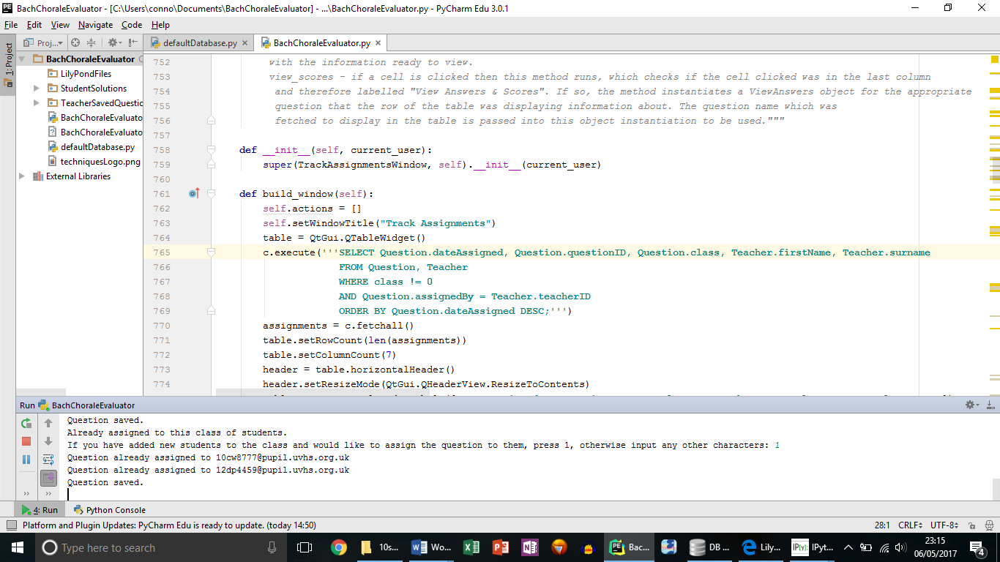 BachChoraleEvaluator - [C:\Users\conno\Documents\BachChoraleEvaluator] - ...\BachChoraleEvaluator.py - PyCharm Edu 3.0.1
File Edit View Navigate Code Help
Proj... defaultDatabase.py BachChoraleEvaluator.py
1: Project
BachChoraleEvaluator
LilyPondFiles
StudentSolutions
TeacherSavedQuestic
BachChoraleEvaluato
BachChoraleEvaluato
defaultDatabase.py
techniquesLogo.png
External Libraries
752 with the information ready to view.
753 view_scores - if a cell is clicked then this method runs, which checks if the cell clicked was in the last column
754 and therefore labelled "View Answers & Scores". If so, the method instantiates a ViewAnswers object for the appropriate
755 question that the row of the table was displaying information about. The question name which was
756 fetched to display in the table is passed into this object instantiation to be used."""
757
758 def __init__(self, current_user):
759 super(TrackAssignmentsWindow, self).__init__(current_user)
760
761 def build_window(self):
762 self.actions = []
763 self.setWindowTitle("Track Assignments")
764 table = QtGui.QTableWidget()
765 c.execute('''SELECT Question.dateAssigned, Question.questionID, Question.class, Teacher.firstName, Teacher.surname
766 FROM Question, Teacher
767 WHERE class != 0
768 AND Question.assignedBy = Teacher.teacherID
769 ORDER BY Question.dateAssigned DESC;''')
770 assignments = c.fetchall()
771 table.setRowCount(len(assignments))
772 table.setColumnCount(7)
773 header = table.horizontalHeader()
774 header.setResizeMode(QtGui.QHeaderView.ResizeToContents)
Run BachChoraleEvaluator
Question saved.
Already assigned to this class of students.
If you have added new students to the class and would like to assign the question to them, press 1, otherwise input any other characters: 1
Question already assigned to 10cw8777@pupil.uvhs.org.uk
Question already assigned to 12dp4459@pupil.uvhs.org.uk
Question saved.
4: Run Python Console
Platform and Plugin Updates: PyCharm Edu is ready to update. (today 14:50) 28:1 CRLF UTF-8
Type here to search 10s... Wo... Bac... DB ... Lily... IP[y]: IPyt... 23:15
06/05/2017 4